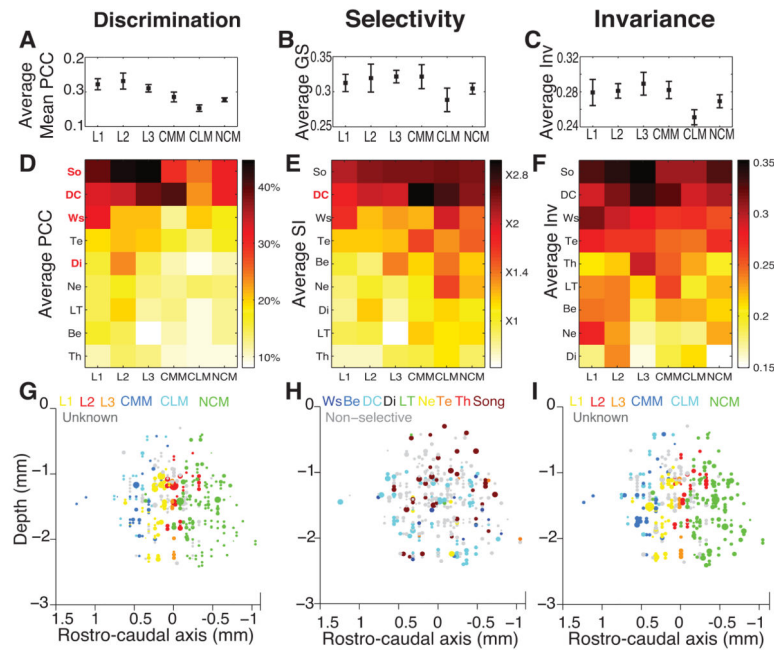 Discrimination Selectivity Invariance
A B C
0.2 0.35 0.32
Average Mean PCC 0.3 Average GS 0.3 Average Inv 0.28
0.1 0.25 0.24
L1 L2 L3 CMM CLM NCM L1 L2 L3 CMM CLM NCM L1 L2 L3 CMM CLM NCM
D E F
Average PCC
So
DC
Ws
Te
Di
Ne
LT
Be
Th
40%
30%
20%
10%
L1 L2 L3 CMM CLM NCM
Average SI
So
DC
Ws
Te
Be
Ne
Di
LT
Th
X2.8
X2
X1.4
X1
L1 L2 L3 CMM CLM NCM
Average Inv
So
DC
Ws
Te
Th
LT
Be
Ne
Di
0.35
0.3
0.25
0.2
0.15
L1 L2 L3 CMM CLM NCM
G H I
L1 L2 L3 CMM CLM NCM
Unknown
Depth (mm)
0
−1
−2
−3
1.5 1 0.5 0 -0.5 -1
Rostro-caudal axis (mm)
Ws Be DC Di LT Ne Te Th Song
Non−selective
0
−1
−2
−3
1.5 1 0.5 0 -0.5 -1
Rostro-caudal axis (mm)
L1 L2 L3 CMM CLM NCM
Unknown
0
−1
−2
−3
1.5 1 0.5 0 -0.5 -1
Rostro-caudal axis (mm)